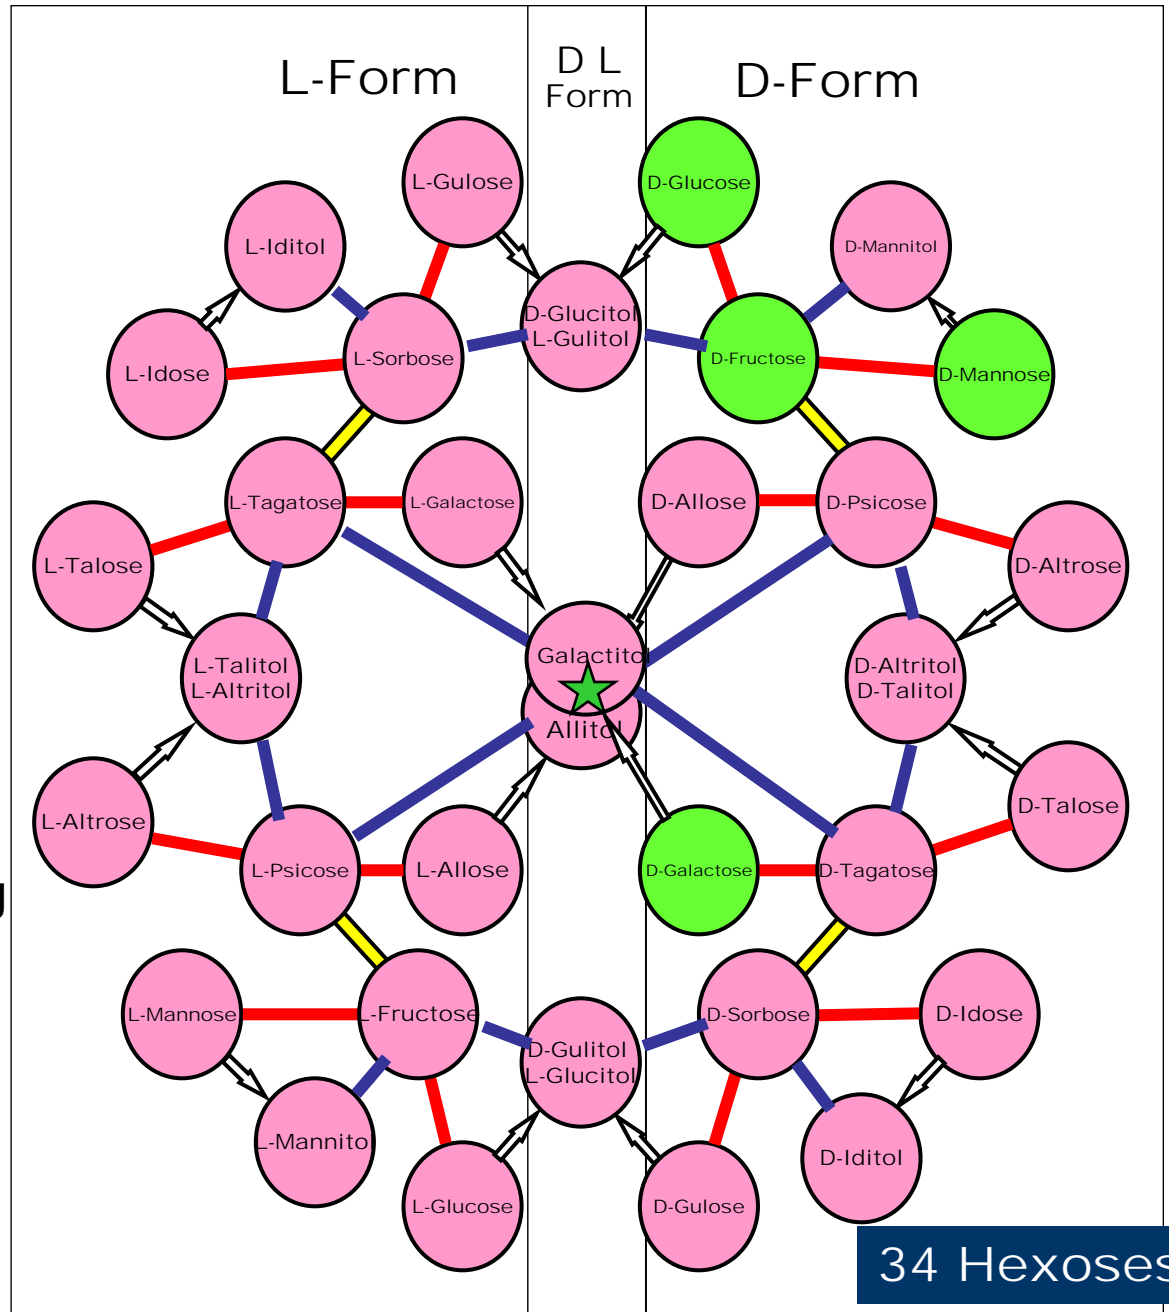 L-Form
D L
Form
D-Form
L-Gulose
D-Glucose
L-Iditol
D-Mannitol
D-Glucitol
L-Gulitol
L-Idose
L-Sorbose
D-Fructose
D-Mannose
L-Tagatose
L-Galactose
D-Allose
D-Psicose
L-Talose
D-Altrose
L-Talitol
L-Altritol
Galactitol
D-Altritol
D-Talitol
Allitol
L-Altrose
D-Talose
L-Psicose
L-Allose
D-Galactose
D-Tagatose
g
L-Mannose
L-Fructose
D-Sorbose
D-Idose
D-Gulitol
L-Glucitol
L-Mannito
D-Iditol
L-Glucose
D-Gulose
34 Hexoses